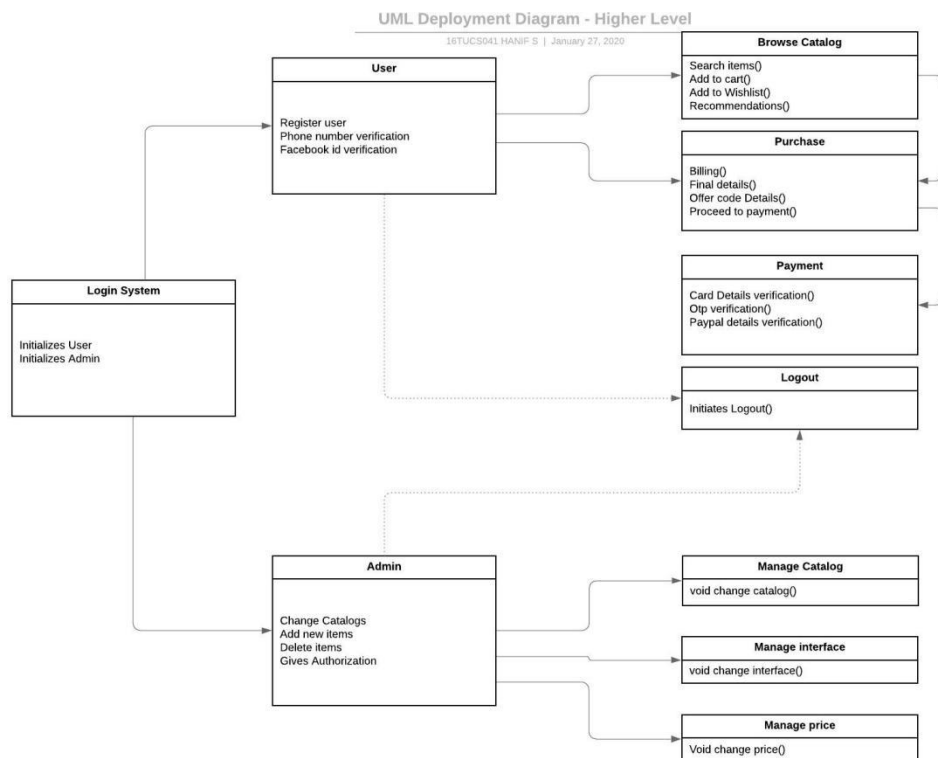 UML Deployment Diagram - Higher Level
16TUCS041 HANIF S | January 27, 2020
User
Register user
Phone number verification
Facebook id verification
Browse Catalog
Search items()
Add to cart()
Add to Wishlist()
Recommendations()
Purchase
Billing()
Final details()
Offer code Details()
Proceed to payment()
Login System
Initializes User
Initializes Admin
Payment
Card Details verification()
Otp verification()
Paypal details verification()
Logout
Initiates Logout()
Admin
Change Catalogs
Add new items
Delete items
Gives Authorization
Manage Catalog
void change catalog()
Manage interface
void change interface()
Manage price
Void change price()